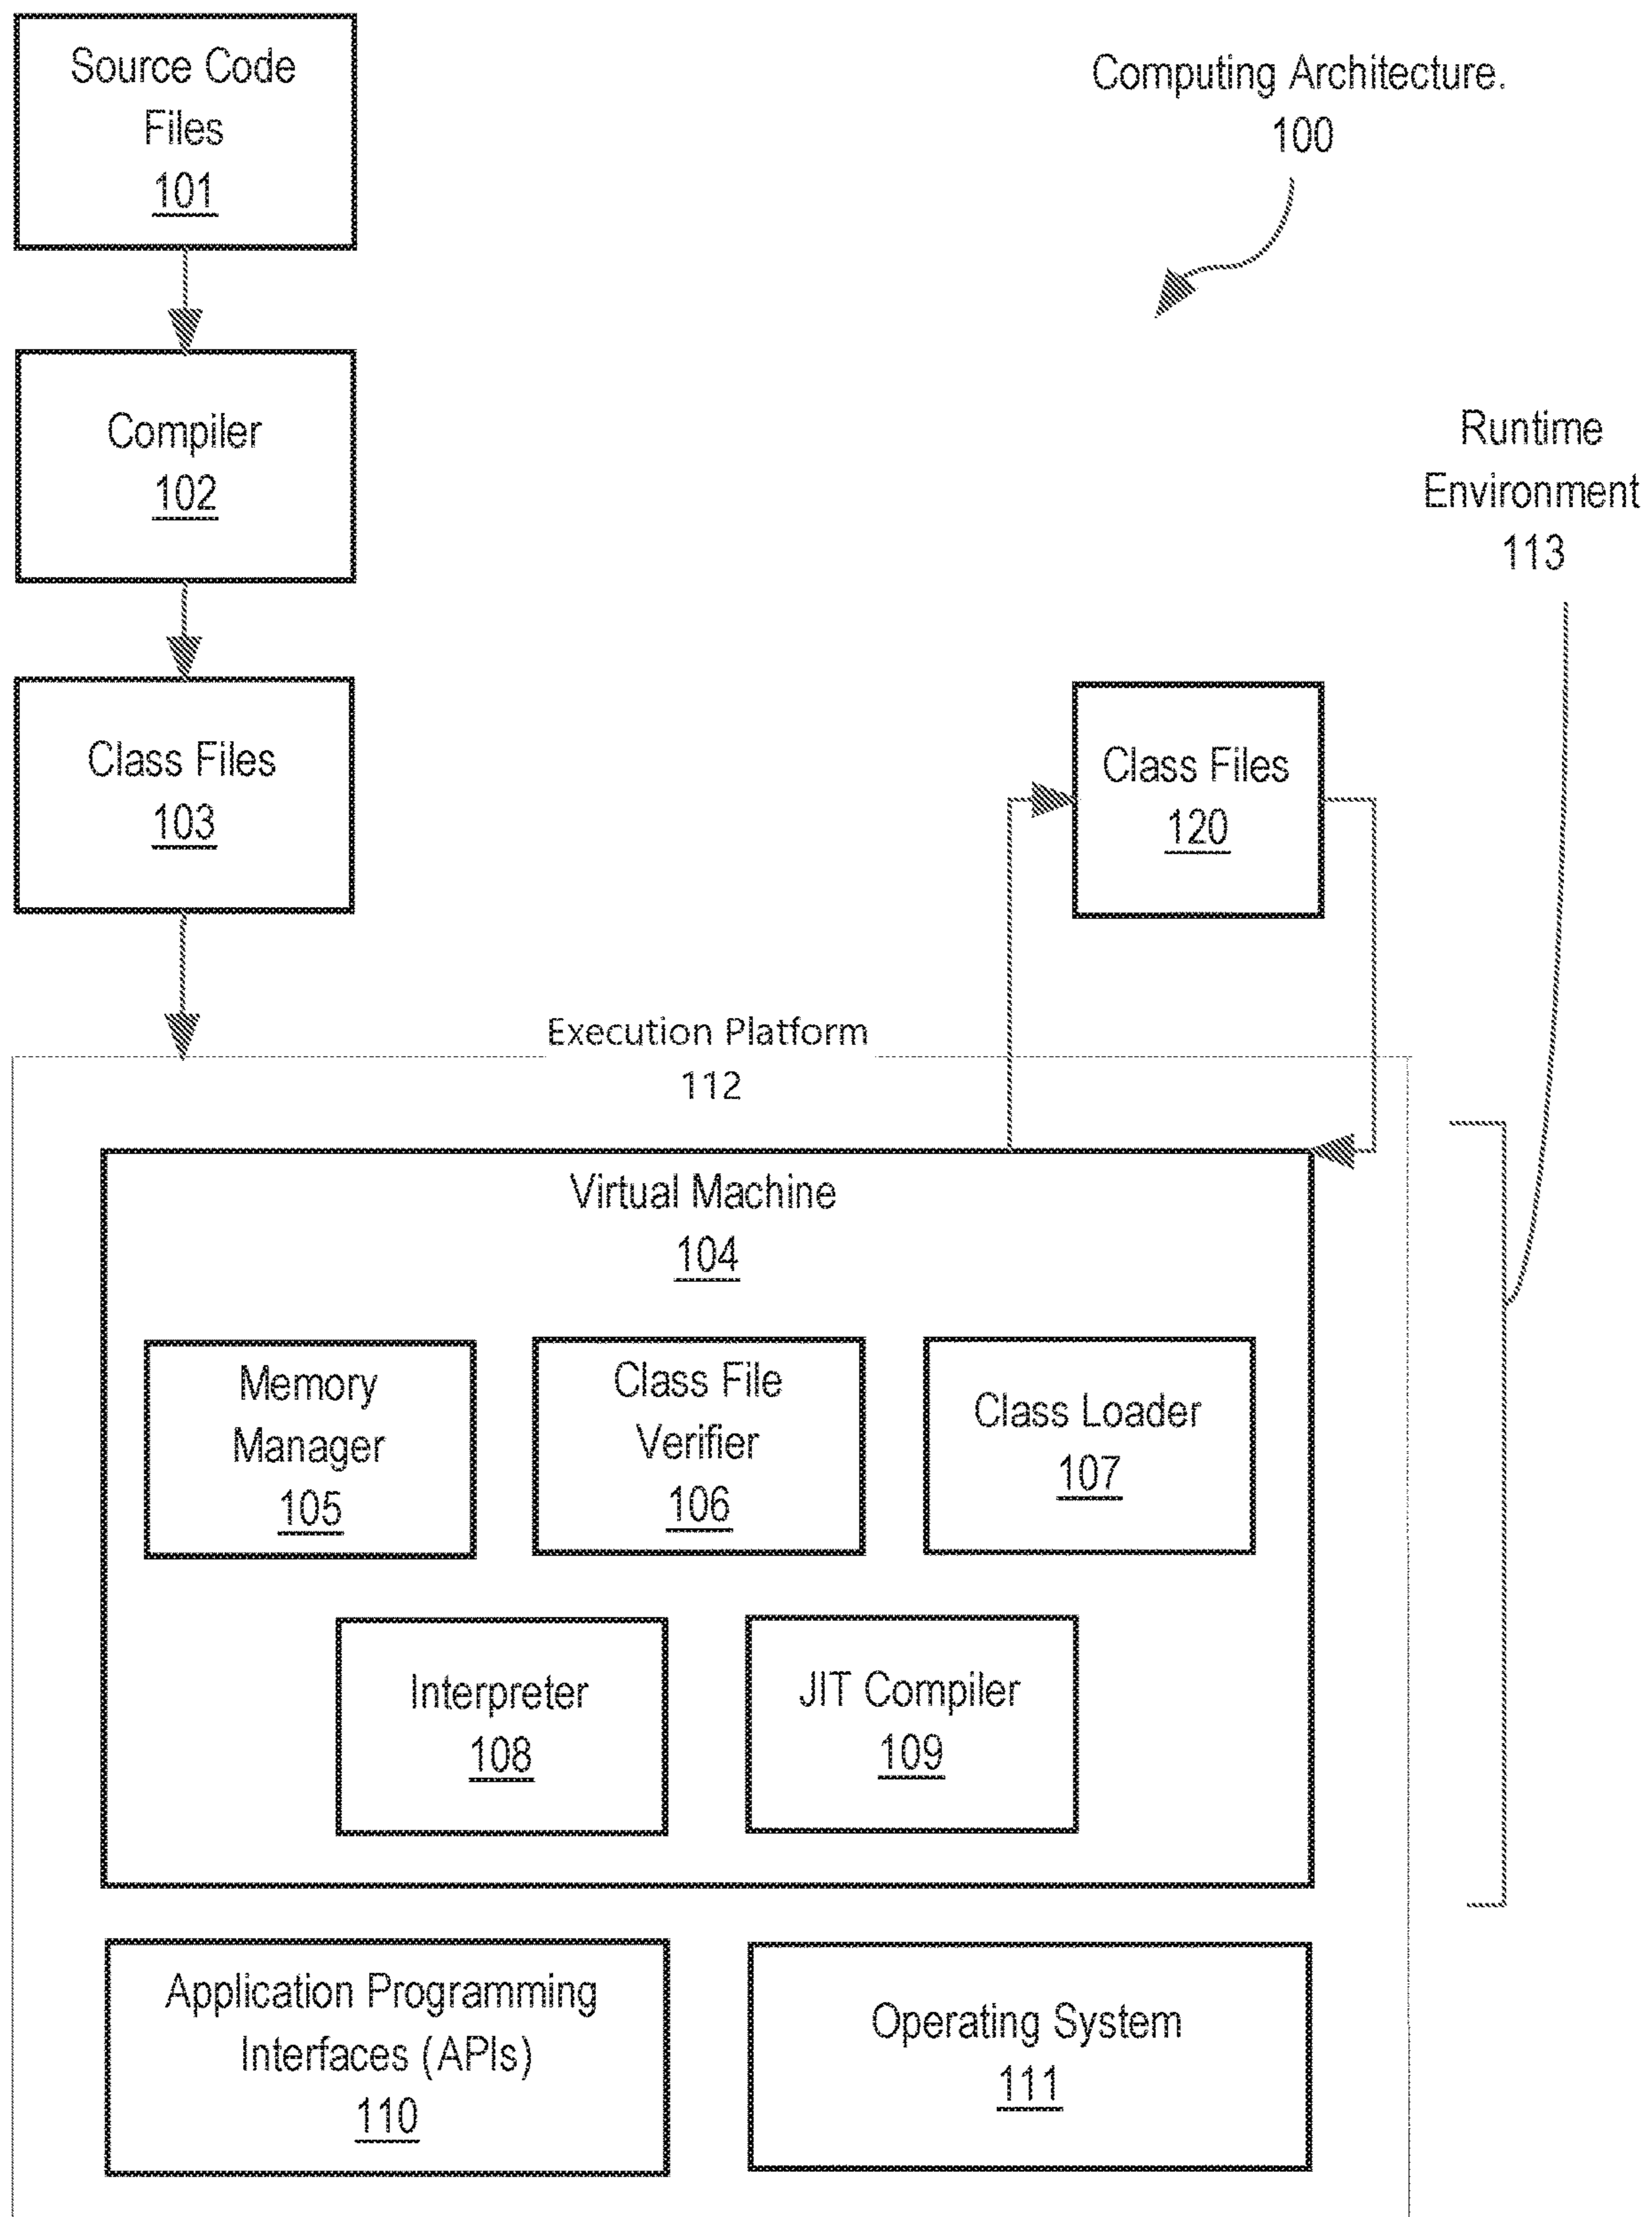 Source Code
Files
101
Computing Architecture.
100
Compiler
102
Runtime
Environment
113
Class Files
103
Class Files
120
Execution Platform
112
Virtual Machine
104
Memory
Manager
105
Class File
Verifier
106
Class Loader
107
Interpreter
108
JIT Compiler
109
Application Programming
Interfaces (APIs)
110
Operating System
111